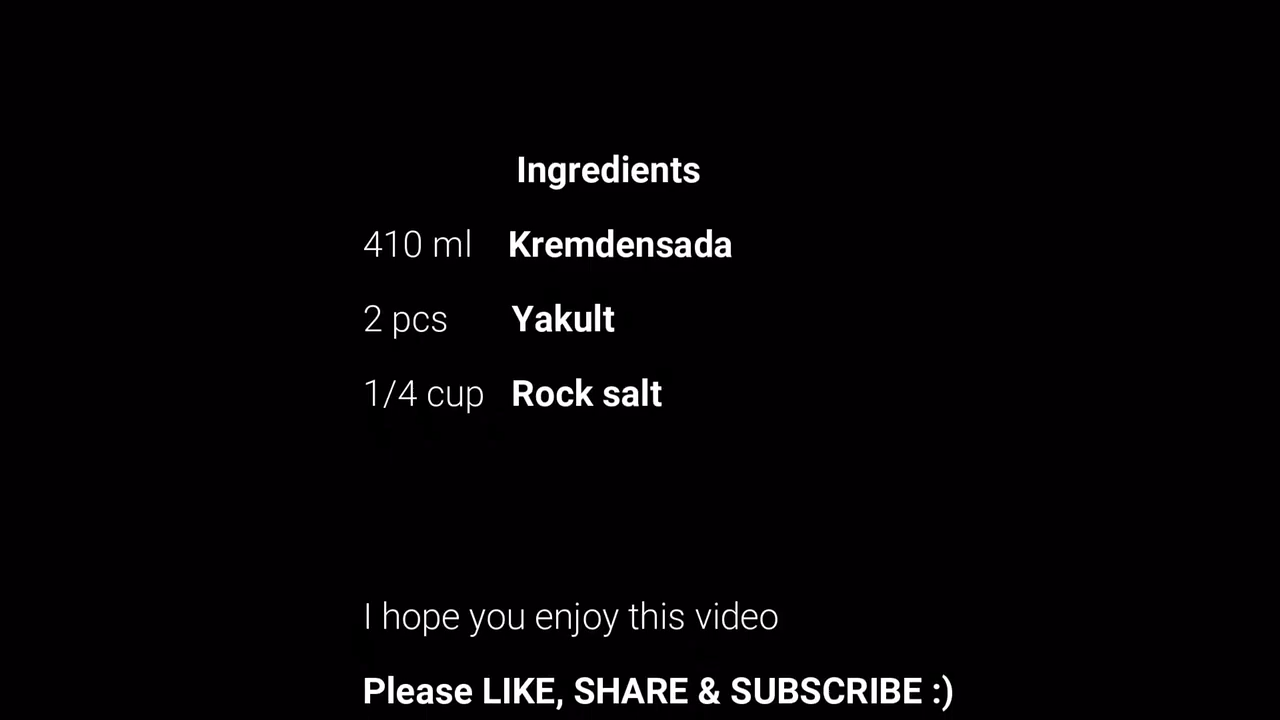 Ingredients
410 ml Kremdensada
2 pcs Yakult
1/4 cup Rock salt
I hope you enjoy this video
Please LIKE, SHARE & SUBSCRIBE :)